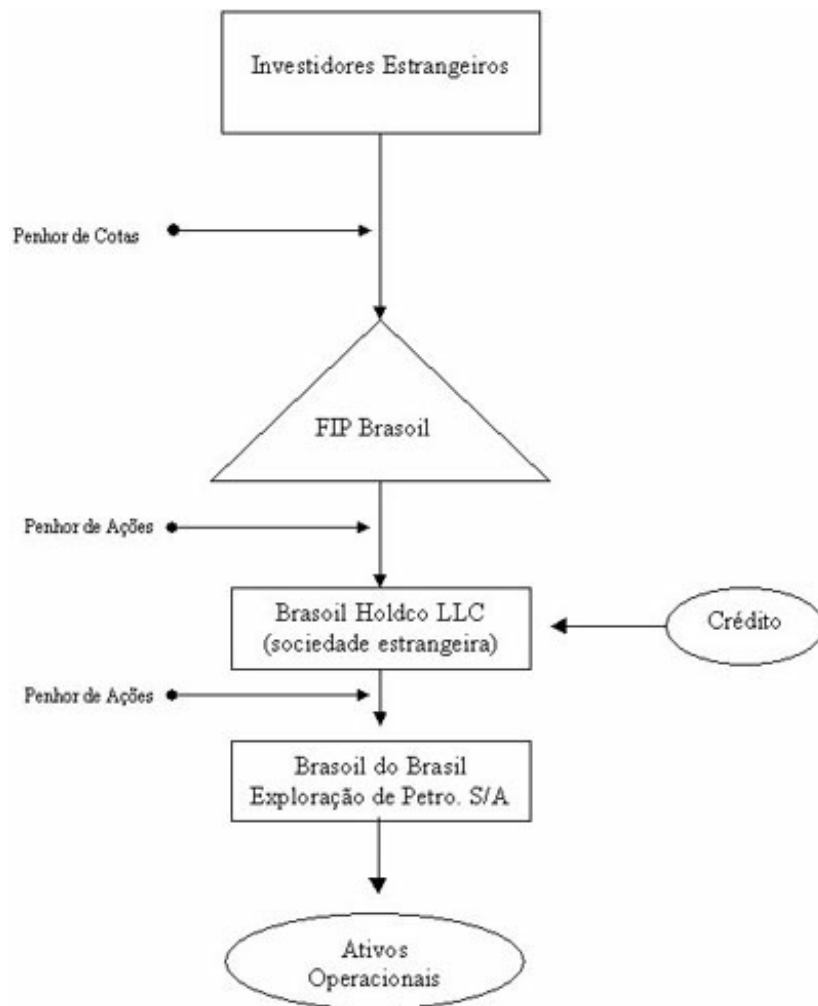 Investidores Estrangeiros
Penhor de Cotas
FIP Brasoil
Penhor de Ações
Brasoil Holdco LLC
(sociedade estrangeira)
Crédito
Penhor de Ações
Brasoil do Brasil
Exploração de Petro. S/A
Ativos
Operacionais